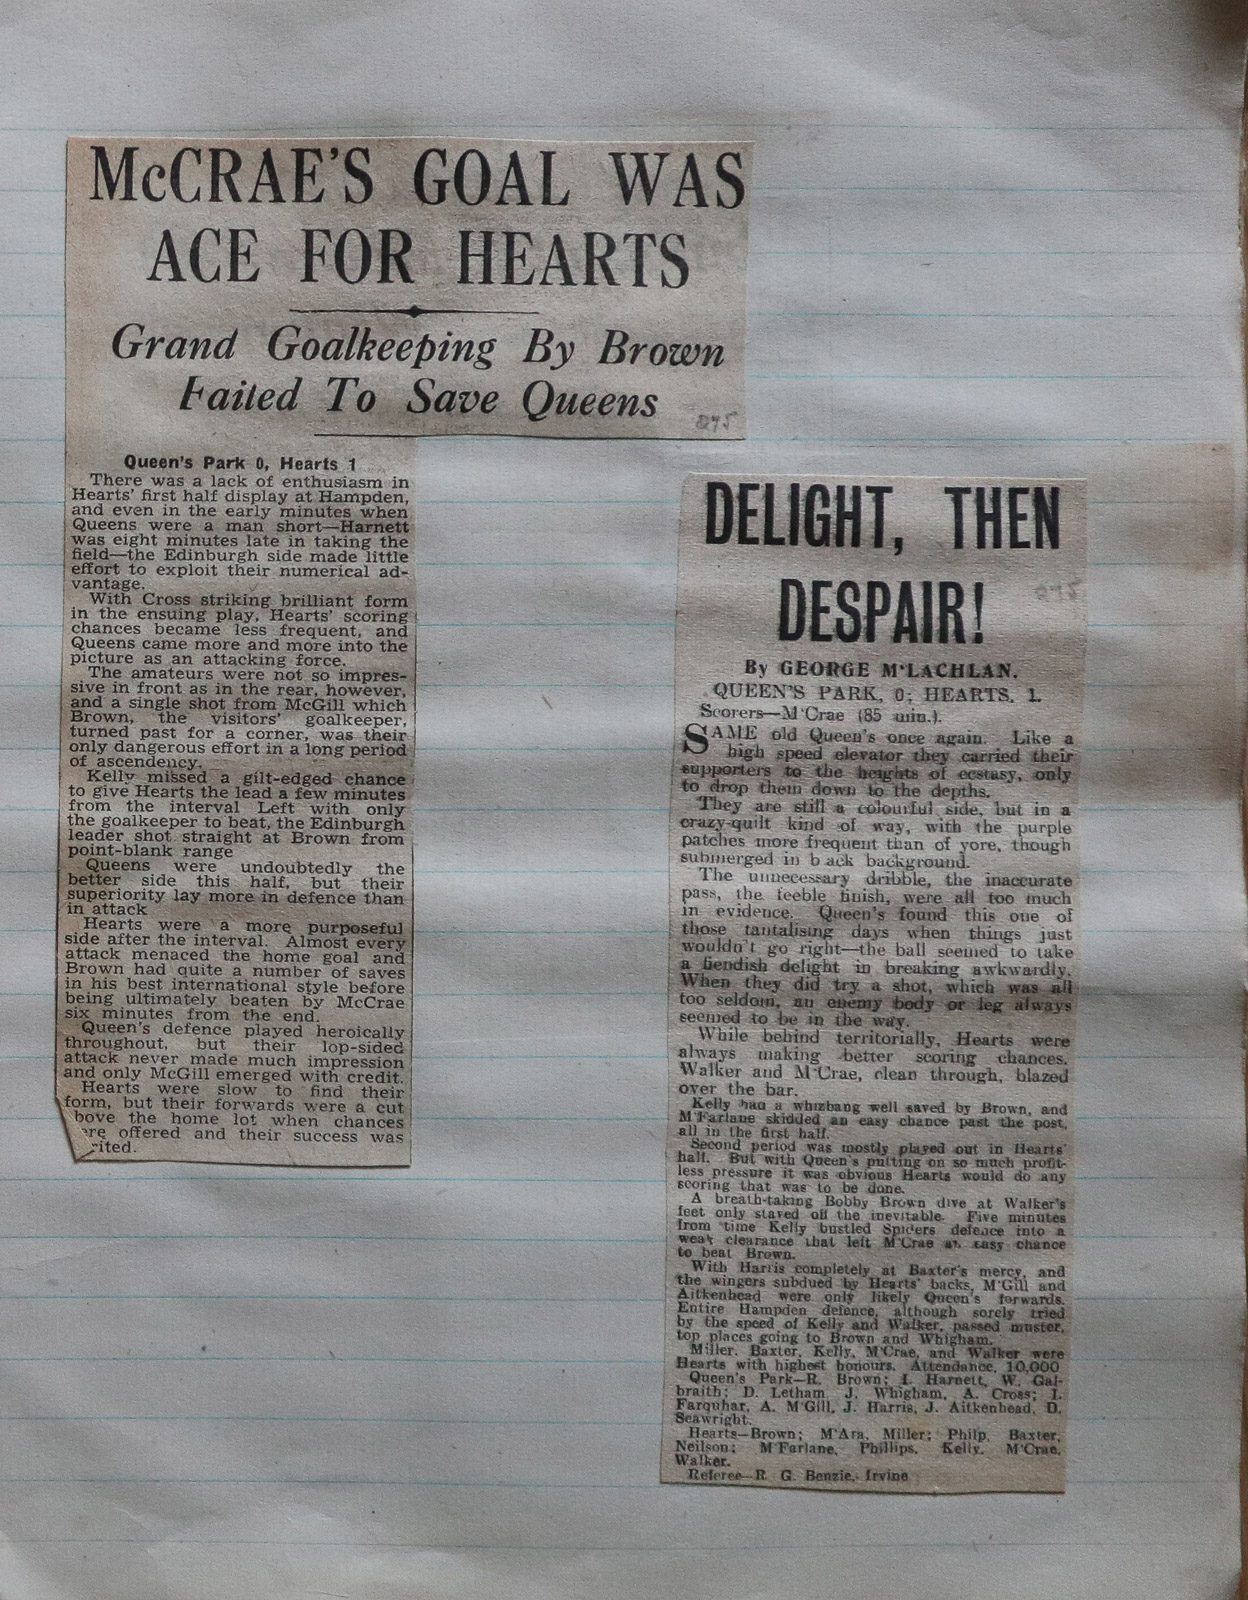 McCRAE'S GOAL WAS
ACE FOR HEARTS
Grand Goalkeeping By Brown
Failed To Save Queens
275
Queen's Park 0, Hearts 1
There was a lack of enthusiasm in
Hearts' first half display at Hampden,
and even in the early minutes when
Queens were a man short—Harnett
was eight minutes late in taking the
field—the Edinburgh side made little
effort to exploit their numerical ad-
vantage.
With Cross striking brilliant form
in the ensuing play, Hearts' scoring
chances became less frequent, and
Queens came more and more into the
picture as an attacking force.
The amateurs were not so impres-
sive in front as in the rear, however,
and a single shot from McGill which
Brown, the visitors' goalkeeper,
turned past for a corner, was their
only dangerous effort in a long period
of ascendency.
Kelly missed a gilt-edged chance
to give Hearts the lead a few minutes
from the interval Left with only
the goalkeeper to beat, the Edinburgh
leader shot straight at Brown from
point-blank range
Queens were undoubtedly the
better side this half, but their
superiority lay more in defence than
in attack
Hearts were a more purposeful
side after the interval. Almost every
attack menaced the home goal and
Brown had quite a number of saves
in his best international style before
being ultimately beaten by McCrae
six minutes from the end.
Queen's defence played heroically
throughout, but their lop-sided
attack never made much impression
and only McGill emerged with credit.
Hearts were slow to find their
form, but their forwards were a cut
bove the home lot when chances
ere offered and their success was
rited.
DELIGHT, THEN
DESPAIR!
275
By GEORGE M'LACHLAN.
QUEEN'S PARK, 0; HEARTS, 1.
Scorers—M'Crae (85 min.).
SAME old Queen's once again. Like a
high speed elevator they carried their
supporters to the heights of ecstasy, only
to drop them down to the depths.
They are still a colourful side, but in a
crazy-quilt kind of way, with the purple
patches more frequent than of yore, though
submerged in b ack background.
The unnecessary dribble, the inaccurate
pass, the feeble finish, were all too much
in evidence. Queen's found this one of
those tantalising days when things just
wouldn't go right—the ball seemed to take
a fiendish delight in breaking awkwardly.
When they did try a shot, which was all
too seldom, an enemy body or leg always
seemed to be in the way.
While behind territorially, Hearts were
always making better scoring chances.
Walker and M'Crae, clean through, blazed
over the bar.
Kelly had a whizbang well saved by Brown, and
M'Farlane skidded an easy chance past the post,
all in the first half.
Second period was mostly played out in Hearts'
half. But with Queen's putting on so much profit-
less pressure it was obvious Hearts would do any
scoring that was to be done.
A breath-taking Bobby Brown dive at Walker's
feet only staved off the inevitable. Five minutes
from time Kelly bustled Spiders defence into a
weak clearance that left M'Crae an easy chance
to beat Brown.
With Harris completely at Baxter's mercy, and
the wingers subdued by Hearts' backs, M'Gill and
Aitkenhead were only likely Queen's forwards.
Entire Hampden defence, although sorely tried
by the speed of Kelly and Walker, passed muster,
top places going to Brown and Whigham.
Miller, Baxter, Kelly, M'Crae, and Walker were
Hearts with highest honours. Attendance, 10,000
Queen's Park—R. Brown; I. Harnett, W. Gal-
braith; D. Letham, J. Whigham, A. Cross; I.
Farquhar, A. M'Gill, J. Harris, J. Aitkenhead, D.
Seawright.
Hearts—Brown; M'Ara, Miller; Philp, Baxter,
Neilson; M'Farlane, Phillips, Kelly, M'Crae,
Walker.
Referee—R. G. Benzie, Irvine